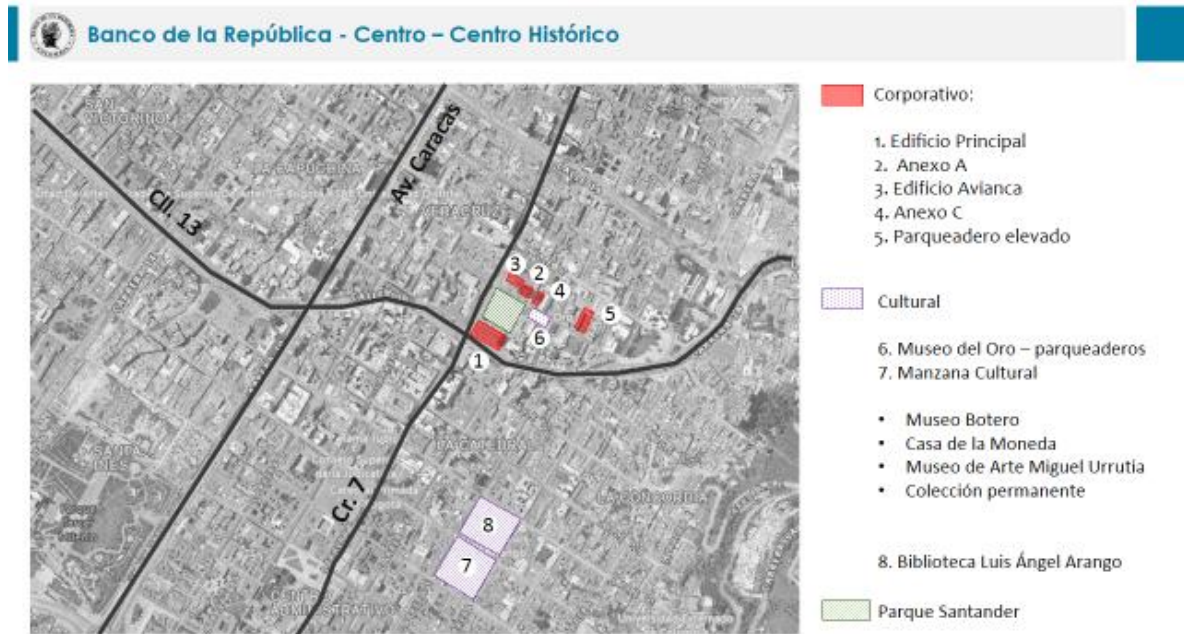 Banco de la República - Centro – Centro Histórico
SAN
VICTORINO
LA CAPUCHINA
Av. Caracas
VERACRUZ
Cll. 13
3
2
4
5
6
1
LA CATEDRAL
SANTA
INÉS
Cr. 7
LA CONCORDIA
8
7
CENTRO
ADMINISTRATIVO
Corporativo:
1. Edificio Principal
2. Anexo A
3. Edificio Avianca
4. Anexo C
5. Parqueadero elevado
Cultural
6. Museo del Oro – parqueaderos
7. Manzana Cultural
• Museo Botero
• Casa de la Moneda
• Museo de Arte Miguel Urrutia
• Colección permanente
8. Biblioteca Luis Ángel Arango
Parque Santander